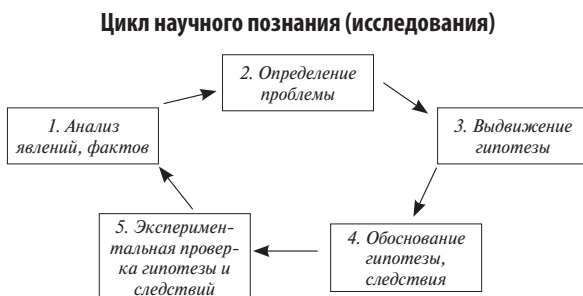 Цикл научного познания (исследования)
2. Определение
проблемы
1. Анализ
явлений, фактов
3. Выдвижение
гипотезы
4. Обоснование
гипотезы,
следствия
5. Эксперимен-
тальная провер-
ка гипотезы и
следствий